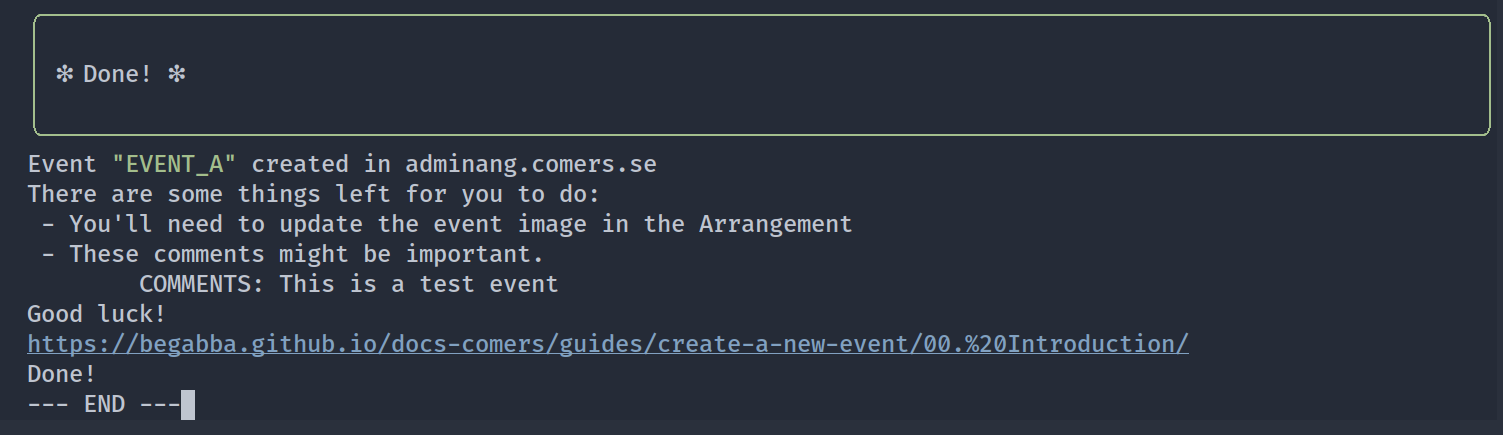 ❇ Done! ❇
Event "EVENT_A" created in adminang.comers.se
There are some things left for you to do:
- You'll need to update the event image in the Arrangement
- These comments might be important.
COMMENTS: This is a test event
Good luck!
https://begabba.github.io/docs-comers/guides/create-a-new-event/00.%20Introduction/
Done!
--- END ---